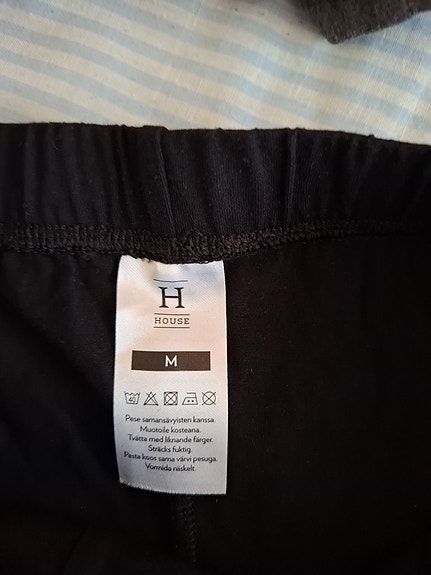 H
HOUSE
M
40
Pese samansävyisten kanssa.
Muotoile kosteana.
Tvätta med liknande färger.
Sträcks fuktig.
Pesta koos sama värvi pesuga.
Vormida niiskelt.